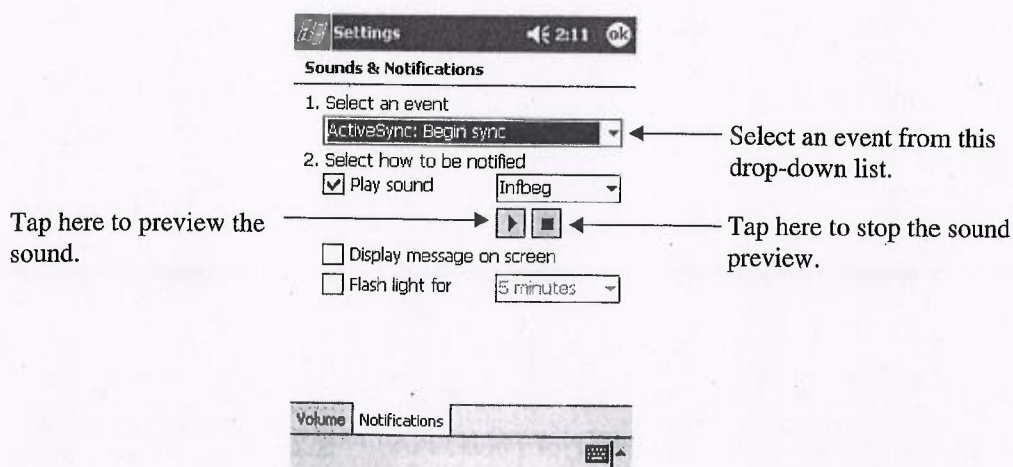 Settings 2:11 ok
Sounds & Notifications
1. Select an event
ActiveSync: Begin sync
Select an event from this
drop-down list.
2. Select how to be notified
Play sound Infbeg
Tap here to preview the
sound.
Tap here to stop the sound
preview.
Display message on screen
Flash light for 5 minutes
Volume Notifications